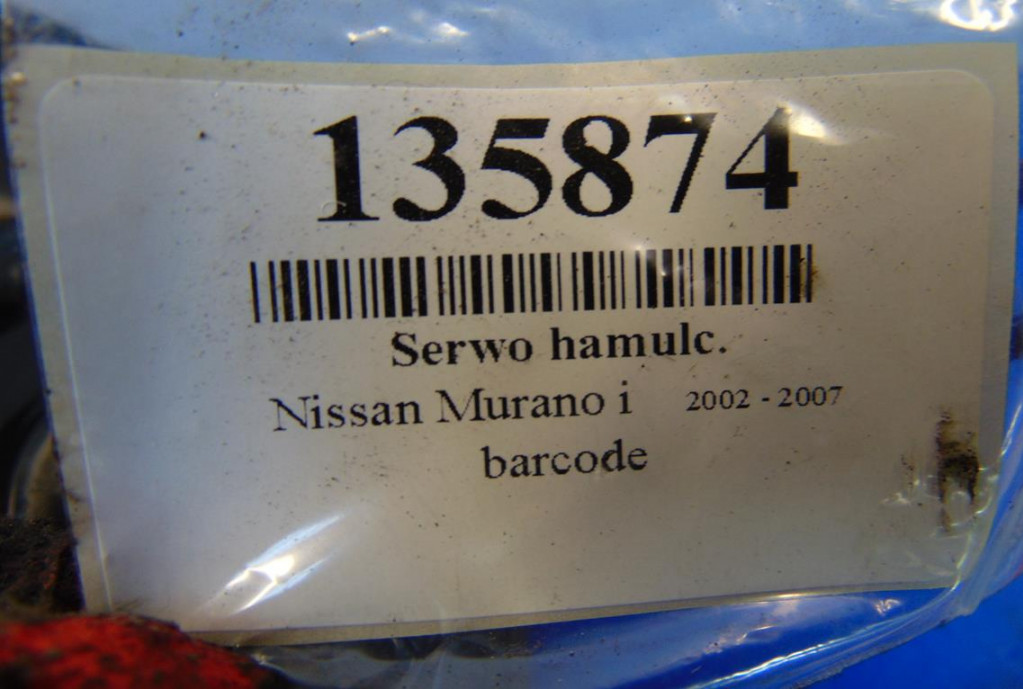 135874
Serwo hamulc.
Nissan Murano i 2002 - 2007
barcode